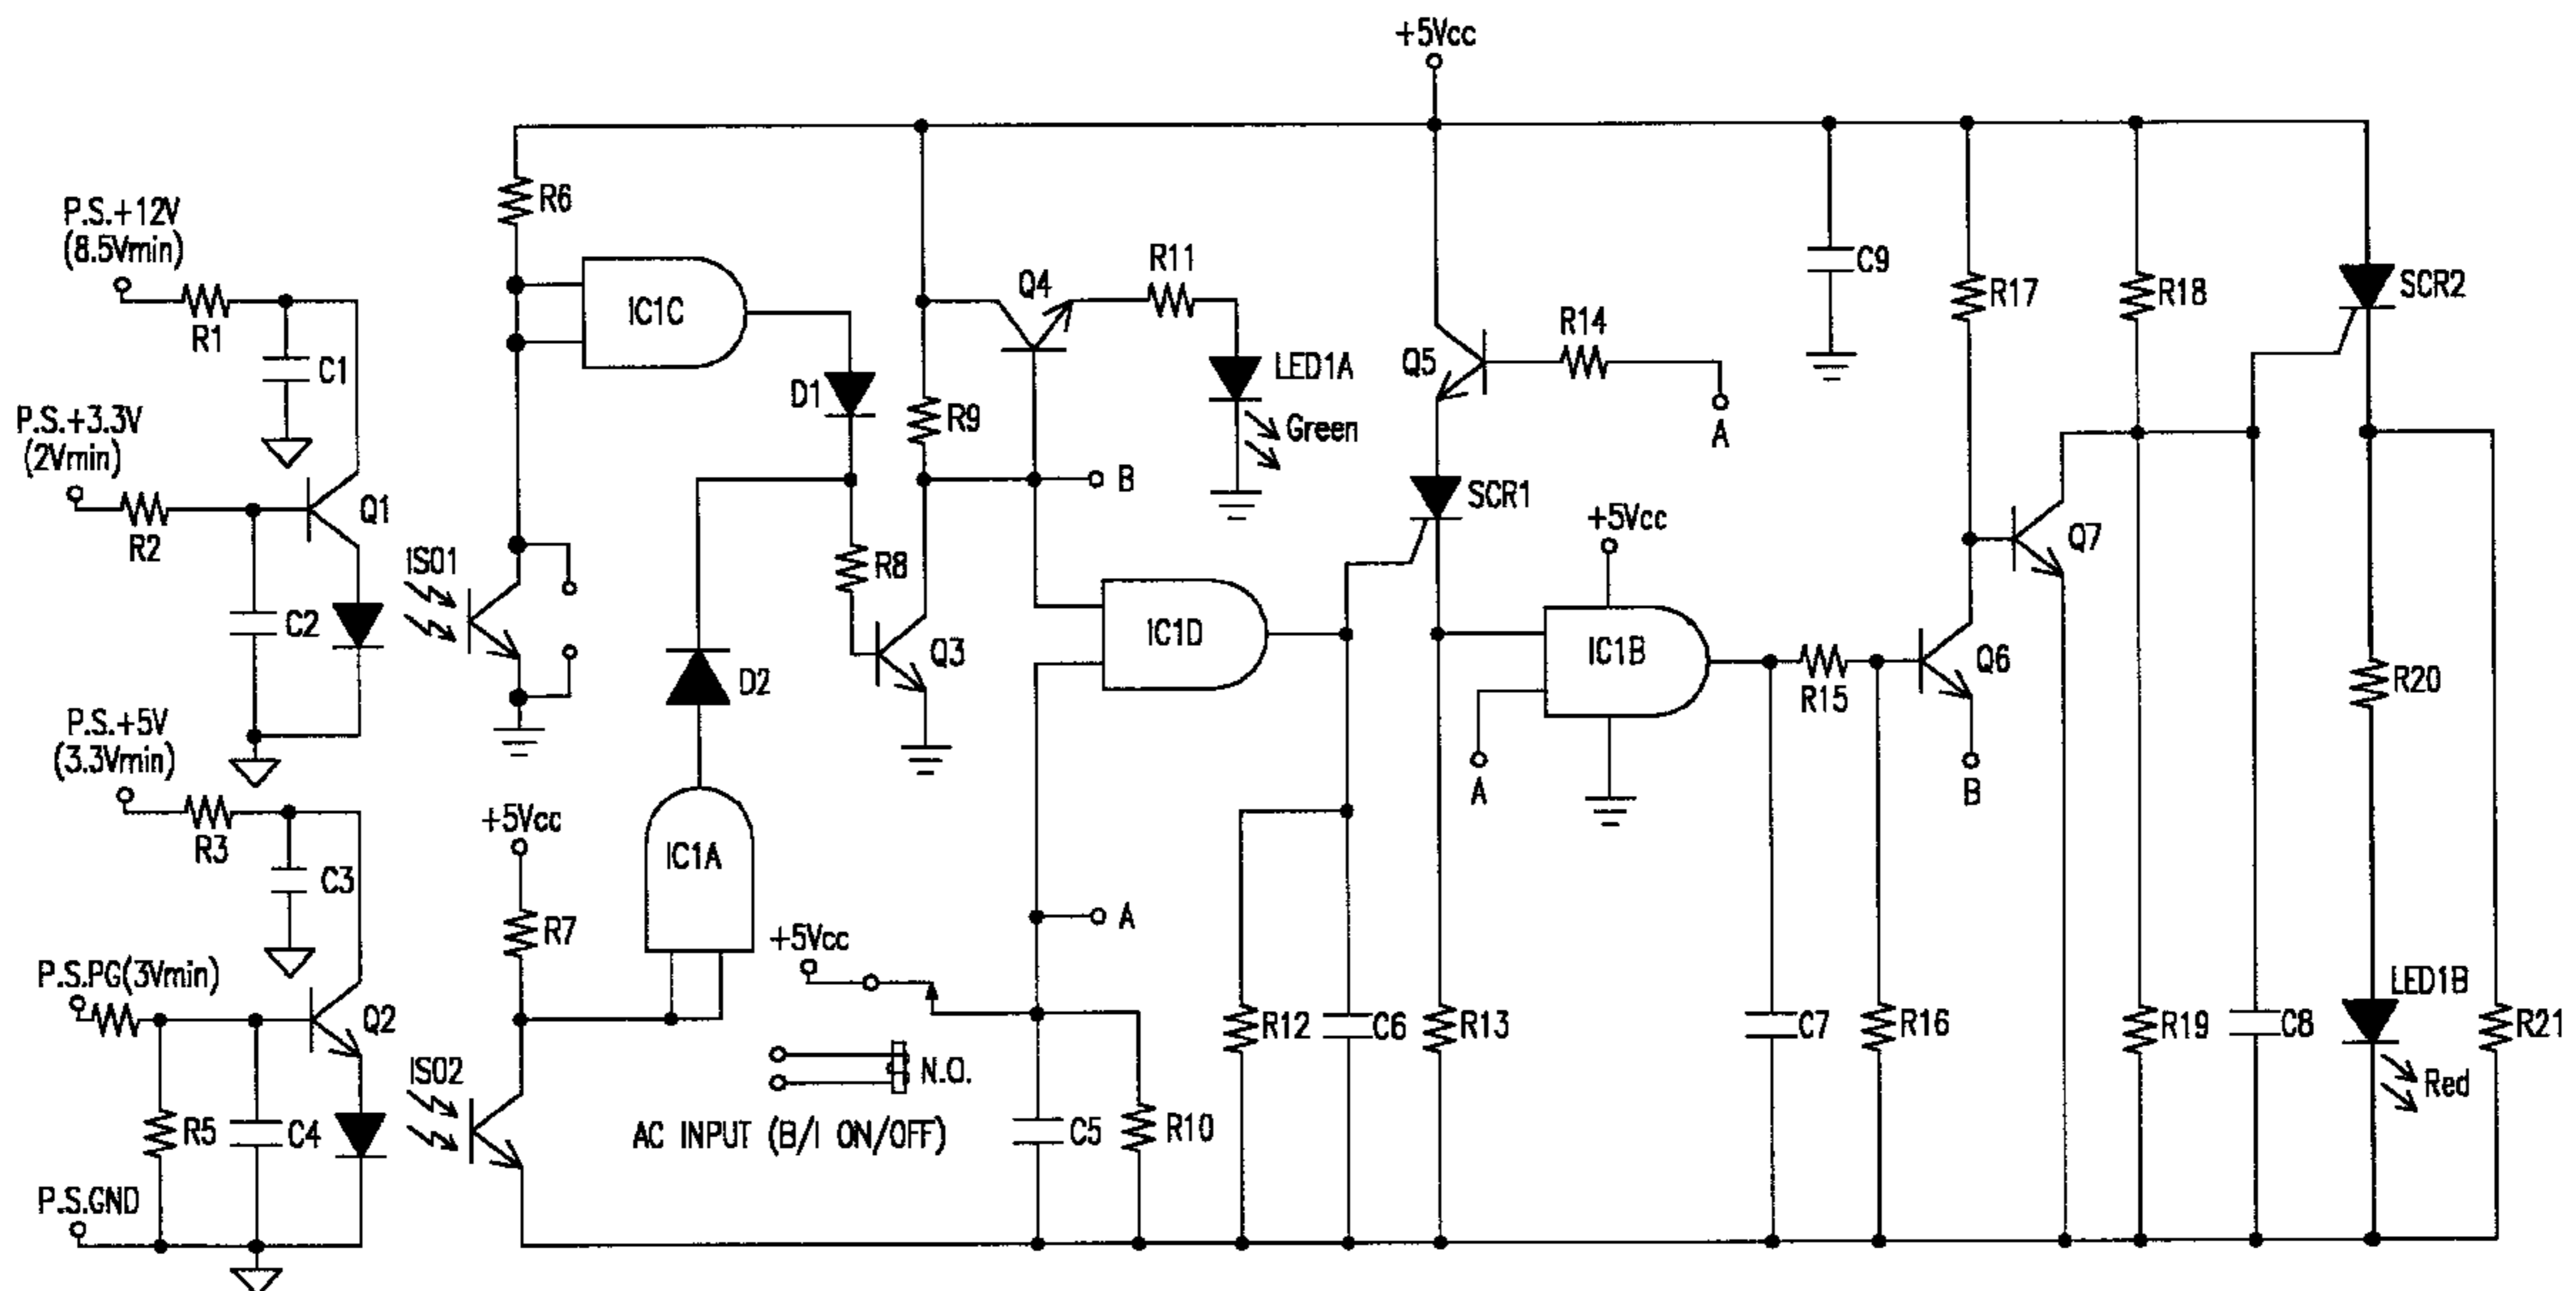 +5Vcc
P.S.+12V
(8.5Vmin)
R1
C1
P.S.+3.3V
(2Vmin)
R2
Q1
C2
P.S.+5V
(3.3Vmin)
R3
C3
P.S.PG(3Vmin)
Q2
R5
C4
P.S.GND
R6
IC1C
ISO1
D1
R8
D2
Q3
IC1A
+5Vcc
R7
ISO2
+5Vcc
N.O.
AC INPUT (B/I ON/OFF)
R9
Q4
R11
LED1A
Green
B
IC1D
A
C5
R10
R12
C6
R13
Q5
R14
A
SCR1
+5Vcc
IC1B
A
R15
C7
R16
Q6
B
C9
R17
R18
Q7
R19
C8
SCR2
R20
LED1B
Red
R21